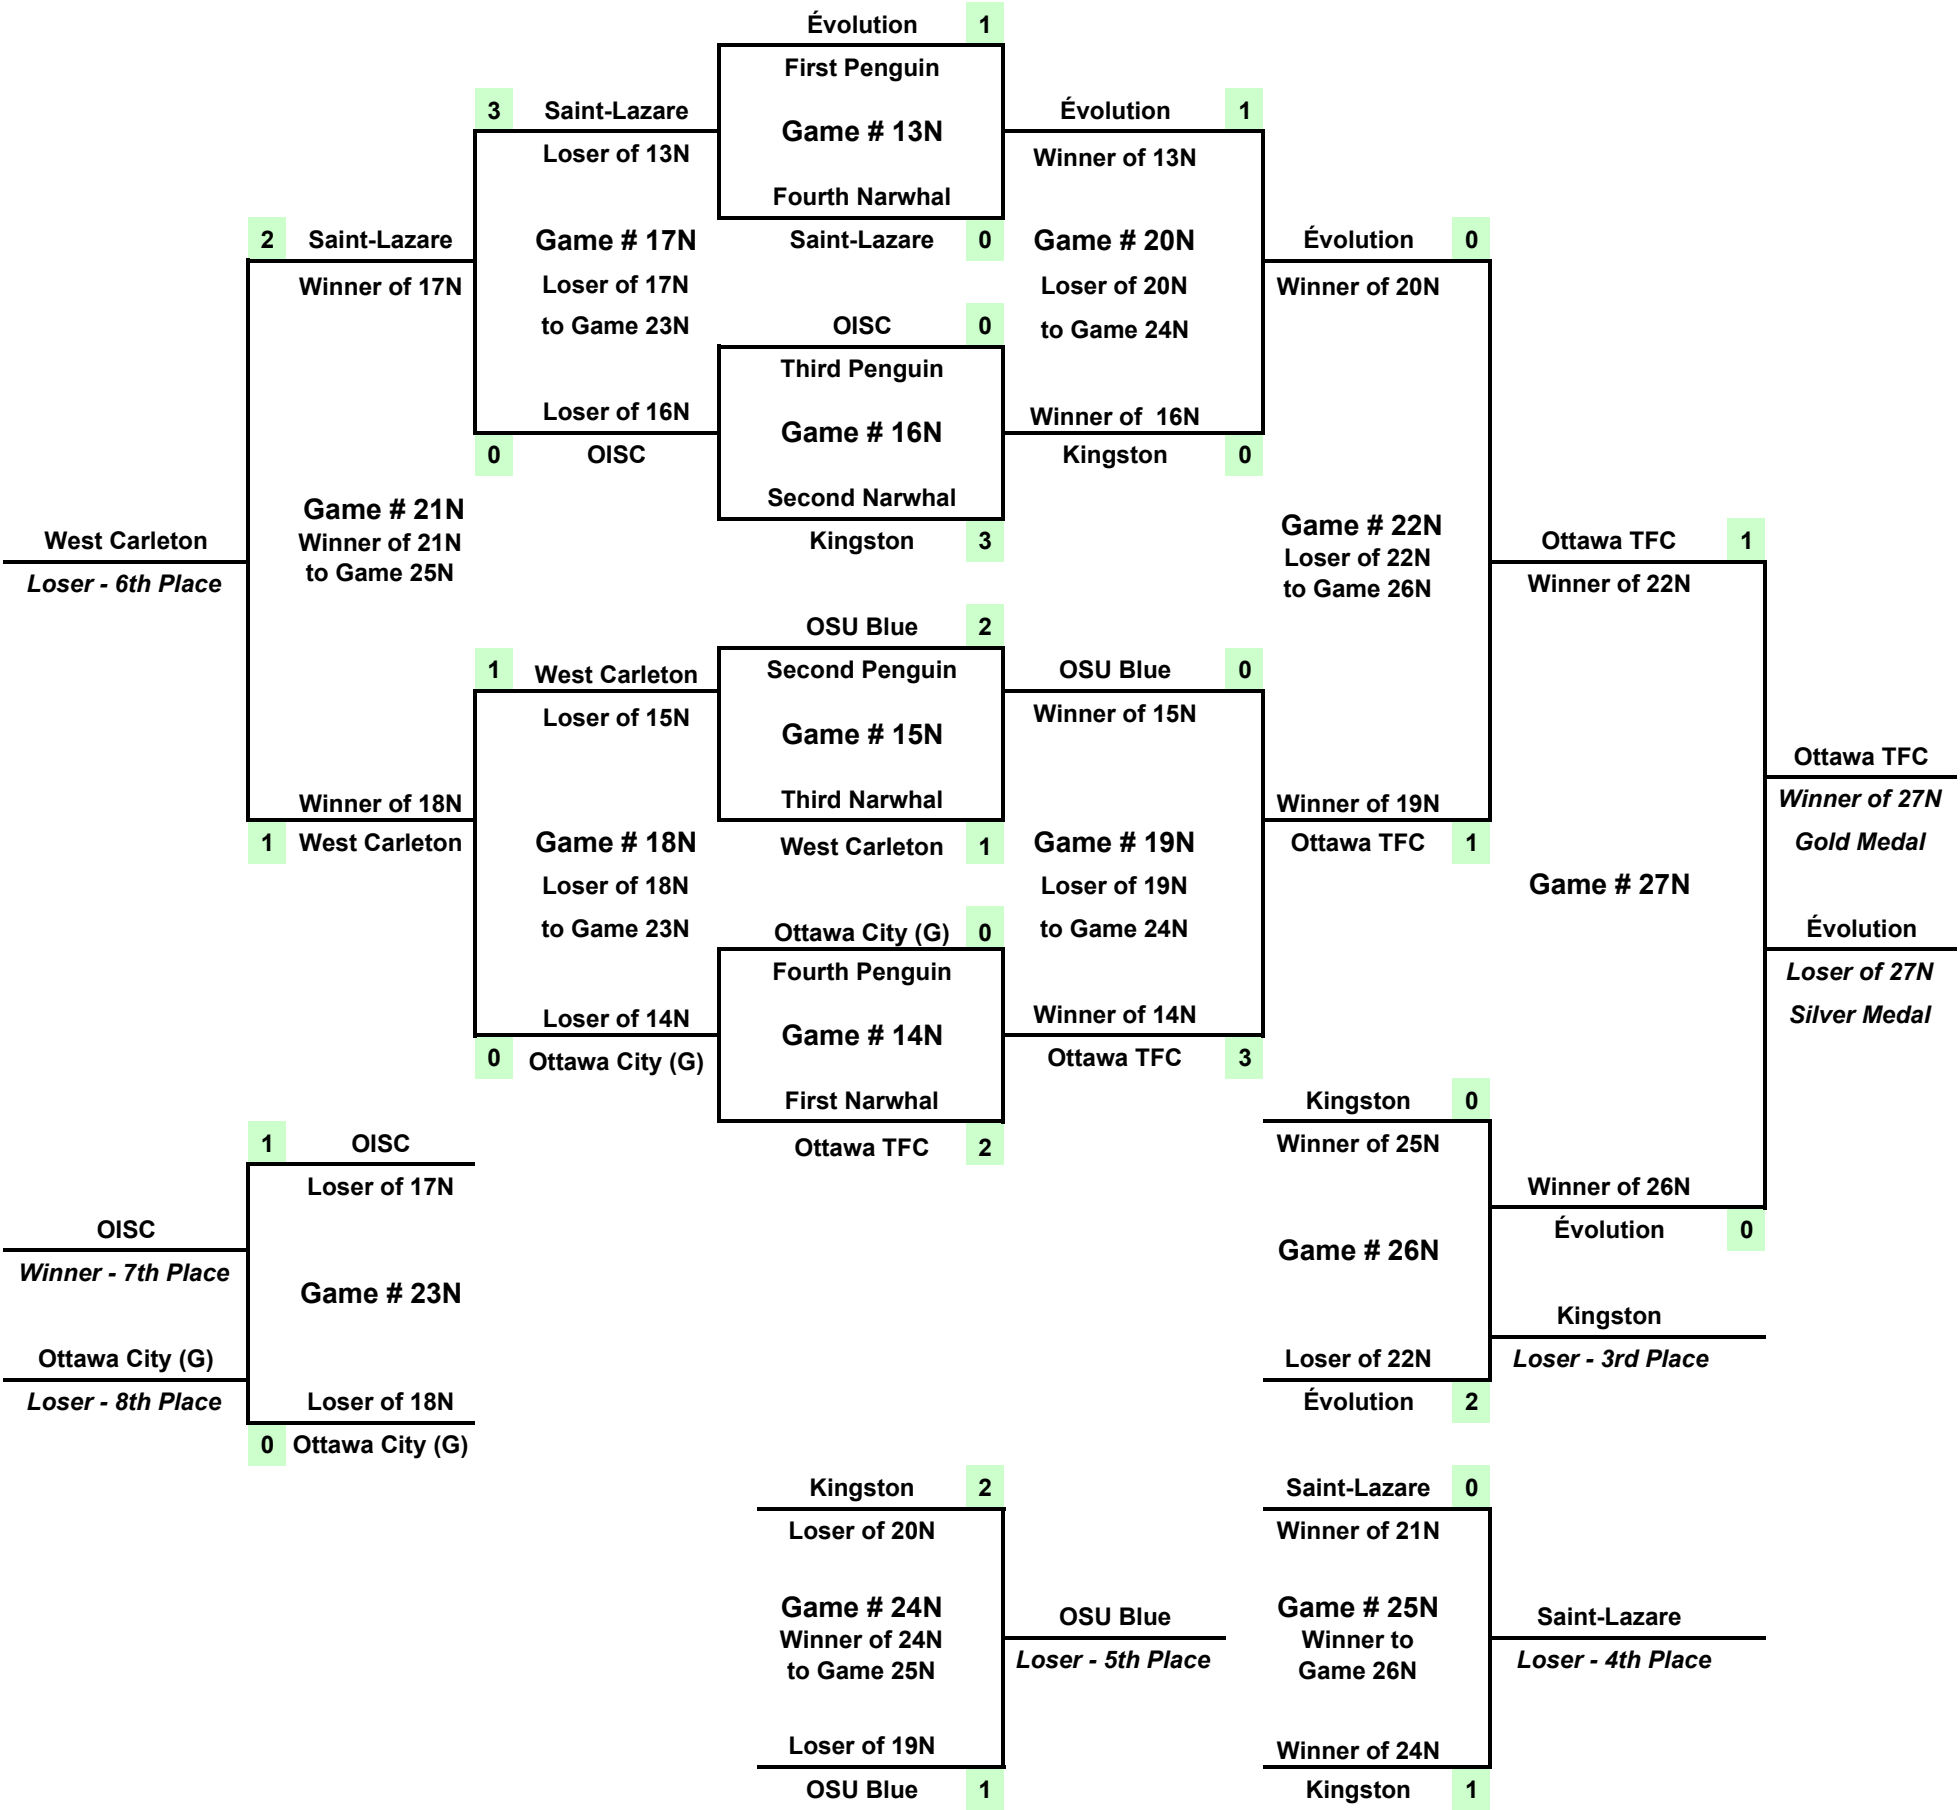 Évolution 1
First Penguin
3 Saint-Lazare
Évolution 1
Game # 13N
Loser of 13N
Winner of 13N
Fourth Narwhal
2 Saint-Lazare
Game # 17N
Saint-Lazare 0
Game # 20N
Évolution 0
Winner of 17N
Loser of 17N
Loser of 20N
Winner of 20N
to Game 23N
OISC 0
to Game 24N
Third Penguin
Loser of 16N
Winner of  16N
Game # 16N
0 OISC
Kingston 0
Second Narwhal
Game # 21N
Game # 22N
West Carleton
Winner of 21N
Kingston 3
Loser of 22N
Ottawa TFC 1
Loser - 6th Place
to Game 25N
to Game 26N
Winner of 22N
OSU Blue 2
1 West Carleton
Second Penguin
OSU Blue 0
Loser of 15N
Winner of 15N
Game # 15N
Ottawa TFC
Winner of 18N
Third Narwhal
Winner of 19N
Winner of 27N
1 West Carleton
Game # 18N
West Carleton 1
Game # 19N
Ottawa TFC 1
Gold Medal
Loser of 18N
Loser of 19N
Game # 27N
to Game 23N
Ottawa City (G) 0
to Game 24N
Évolution
Fourth Penguin
Loser of 27N
Loser of 14N
Winner of 14N
Silver Medal
Game # 14N
0 Ottawa City (G)
Ottawa TFC 3
First Narwhal
Kingston 0
1 OISC
Ottawa TFC 2
Winner of 25N
Loser of 17N
Winner of 26N
OISC
Évolution 0
Winner - 7th Place
Game # 26N
Game # 23N
Kingston
Ottawa City (G)
Loser of 22N
Loser - 3rd Place
Loser - 8th Place
Loser of 18N
Évolution 2
0 Ottawa City (G)
Kingston 2
Saint-Lazare 0
Loser of 20N
Winner of 21N
Game # 24N
OSU Blue
Game # 25N
Saint-Lazare
Winner of 24N
Winner to
to Game 25N
Loser - 5th Place
Game 26N
Loser - 4th Place
Loser of 19N
Winner of 24N
OSU Blue 1
Kingston 1